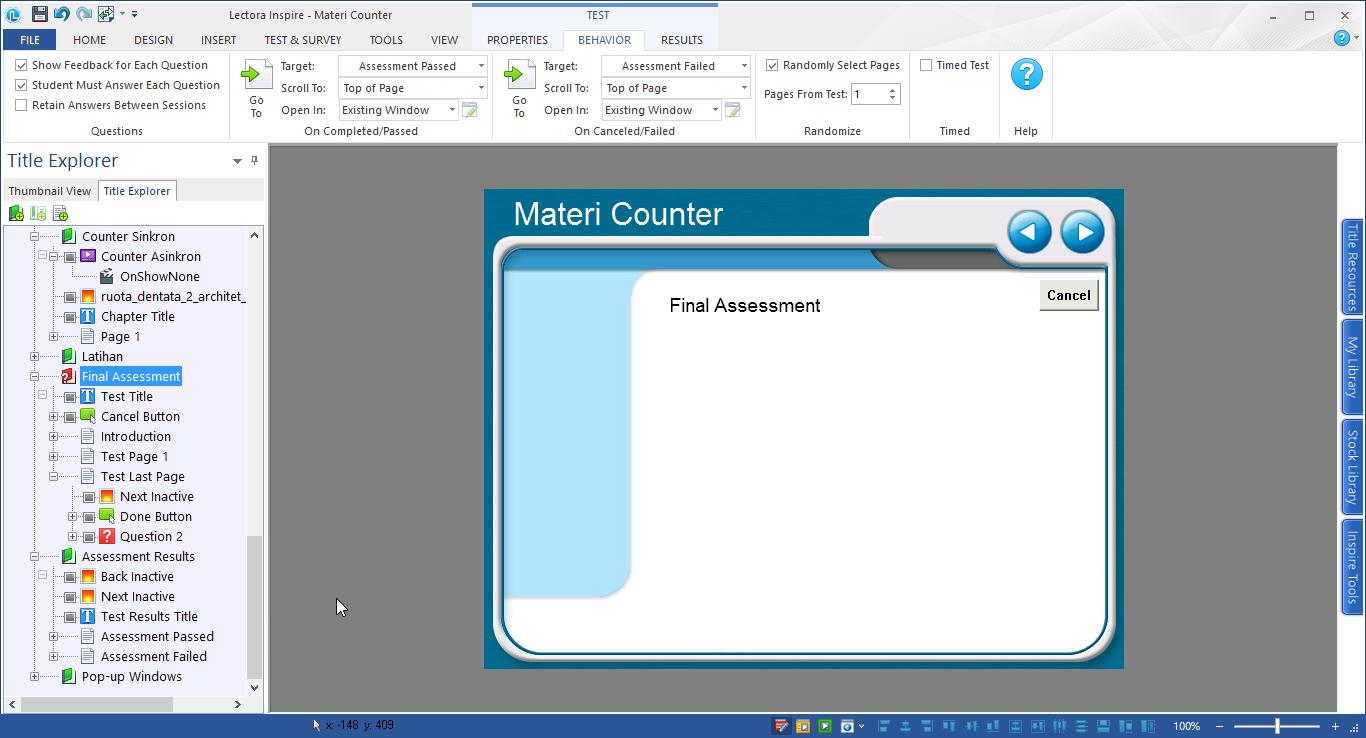 Lectora Inspire - Materi Counter
TEST
FILE HOME DESIGN INSERT TEST & SURVEY TOOLS VIEW PROPERTIES BEHAVIOR RESULTS
Show Feedback for Each Question
Student Must Answer Each Question
Retain Answers Between Sessions
Questions
Go To
Target: Assessment Passed
Scroll To: Top of Page
Open In: Existing Window
On Completed/Passed
Go To
Target: Assessment Failed
Scroll To: Top of Page
Open In: Existing Window
On Canceled/Failed
Randomly Select Pages
Pages From Test: 1
Randomize
Timed Test
Timed
?
Help
Title Explorer
Thumbnail View Title Explorer
Counter Sinkron
Counter Asinkron
OnShowNone
ruota_dentata_2_architet_
Chapter Title
Page 1
Latihan
Final Assessment
Test Title
Cancel Button
Introduction
Test Page 1
Test Last Page
Next Inactive
Done Button
Question 2
Assessment Results
Back Inactive
Next Inactive
Test Results Title
Assessment Passed
Assessment Failed
Pop-up Windows
Materi Counter
Final Assessment
Cancel
Title Resources
My Library
Stock Library
Inspire Tools
x: -148 y: 409
100%